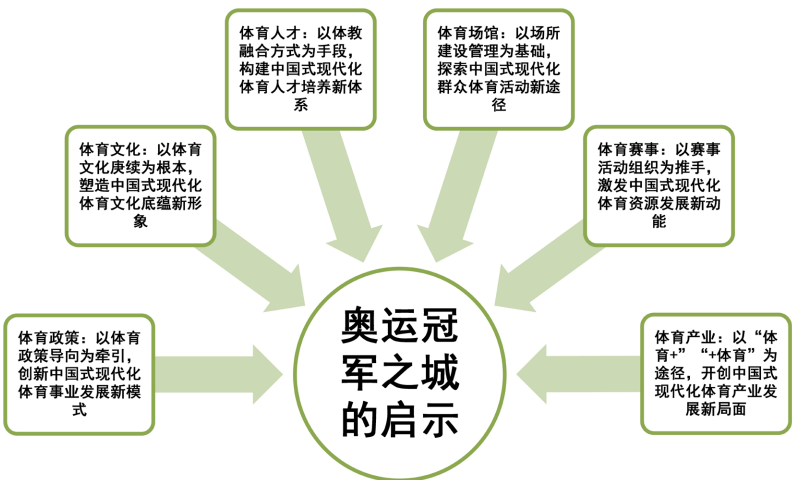 体育人才：以体教
融合方式为手段，
构建中国式现代化
体育人才培养新体
系
体育场馆：以场所
建设管理为基础，
探索中国式现代化
群众体育活动新途
径
体育文化：以体育
文化赓续为根本，
塑造中国式现代化
体育文化底蕴新形
象
体育赛事：以赛事
活动组织为推手，
激发中国式现代化
体育资源发展新动
能
体育政策：以体育
政策导向为牵引，
创新中国式现代化
体育事业发展新模
式
奥运冠
军之城
的启示
体育产业：以“体
育+”“+体育”为
途径，开创中国式
现代化体育产业发
展新局面